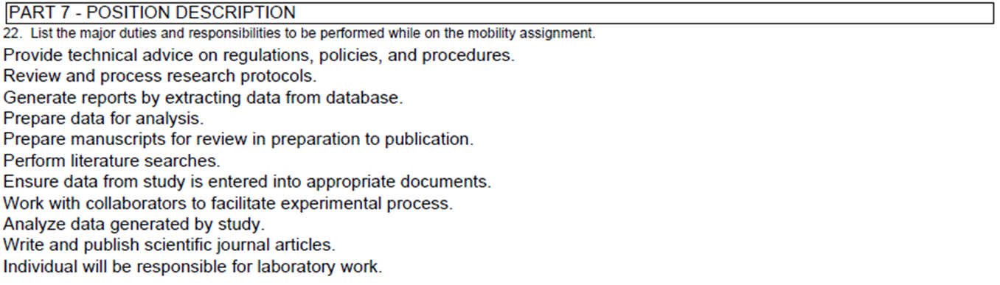 PART 7 - POSITION DESCRIPTION
22. List the major duties and responsibilities to be performed while on the mobility assignment.
Provide technical advice on regulations, policies, and procedures.
Review and process research protocols.
Generate reports by extracting data from database.
Prepare data for analysis.
Prepare manuscripts for review in preparation to publication.
Perform literature searches.
Ensure data from study is entered into appropriate documents.
Work with collaborators to facilitate experimental process.
Analyze data generated by study.
Write and publish scientific journal articles.
Individual will be responsible for laboratory work.